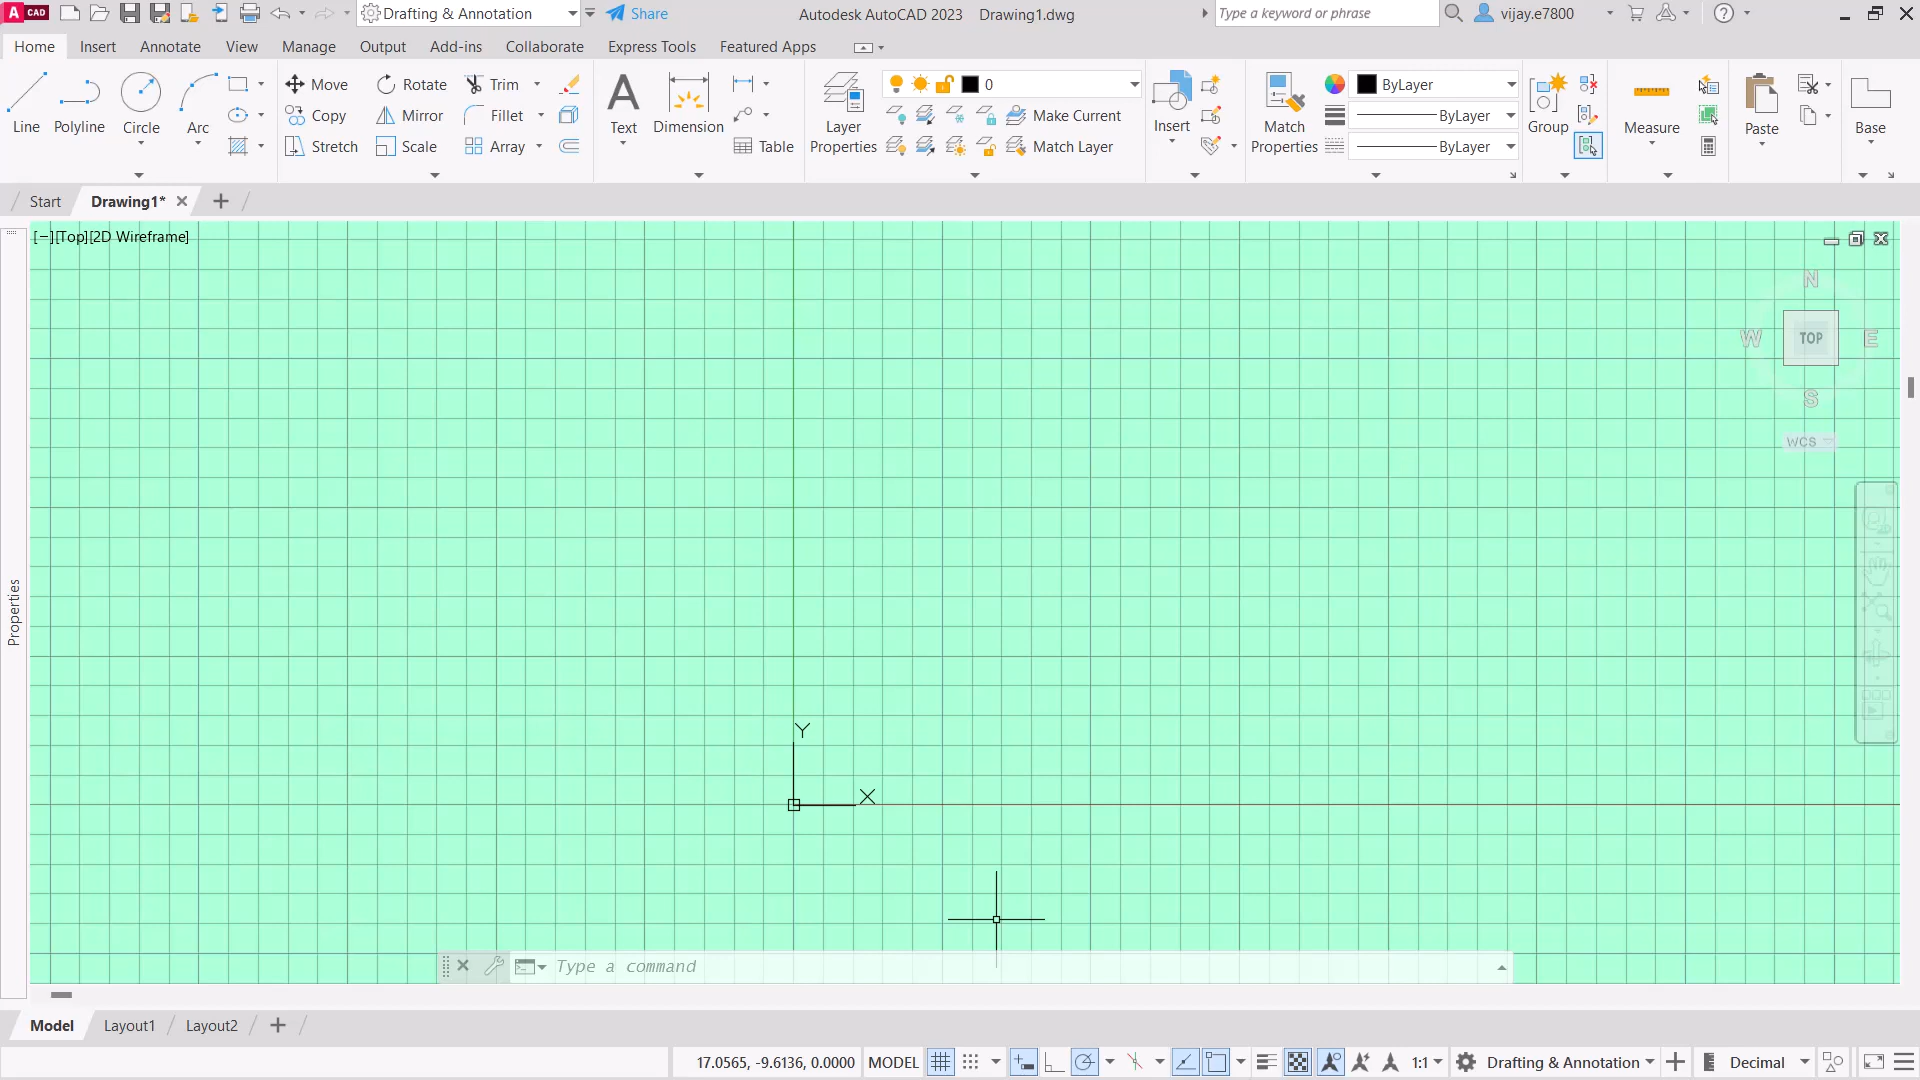 A CAD
Drafting & Annotation
Share
Autodesk AutoCAD 2023 Drawing1.dwg
Type a keyword or phrase
vijay.e7800
Home Insert Annotate View Manage Output Add-ins Collaborate Express Tools Featured Apps
Line Polyline Circle Arc
Move Rotate Trim
Copy Mirror Fillet
Stretch Scale Array
Text Dimension
Table
Layer Properties
0
Make Current
Match Layer
Insert
Match Properties
ByLayer
ByLayer
ByLayer
Group
Measure
Paste
Base
Start Drawing1*
[−][Top][2D Wireframe]
N
W TOP E
S
WCS
Properties
Y
X
Type a command
Model Layout1 Layout2
17.0565, -9.6136, 0.0000 MODEL 1:1 Drafting & Annotation Decimal